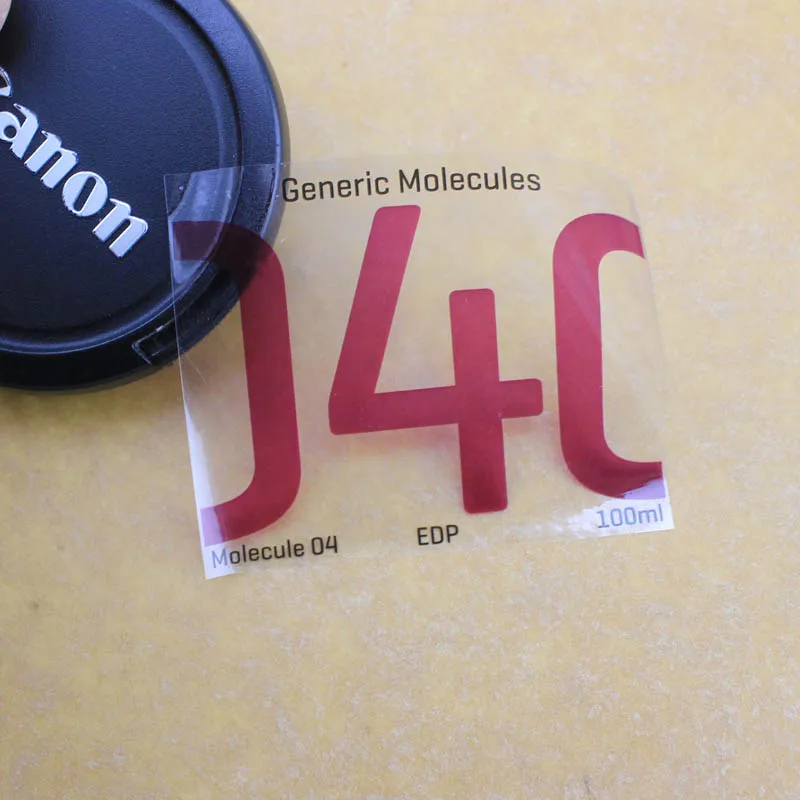 Canon
Generic Molecules
040
Molecule 04
EDP
100ml